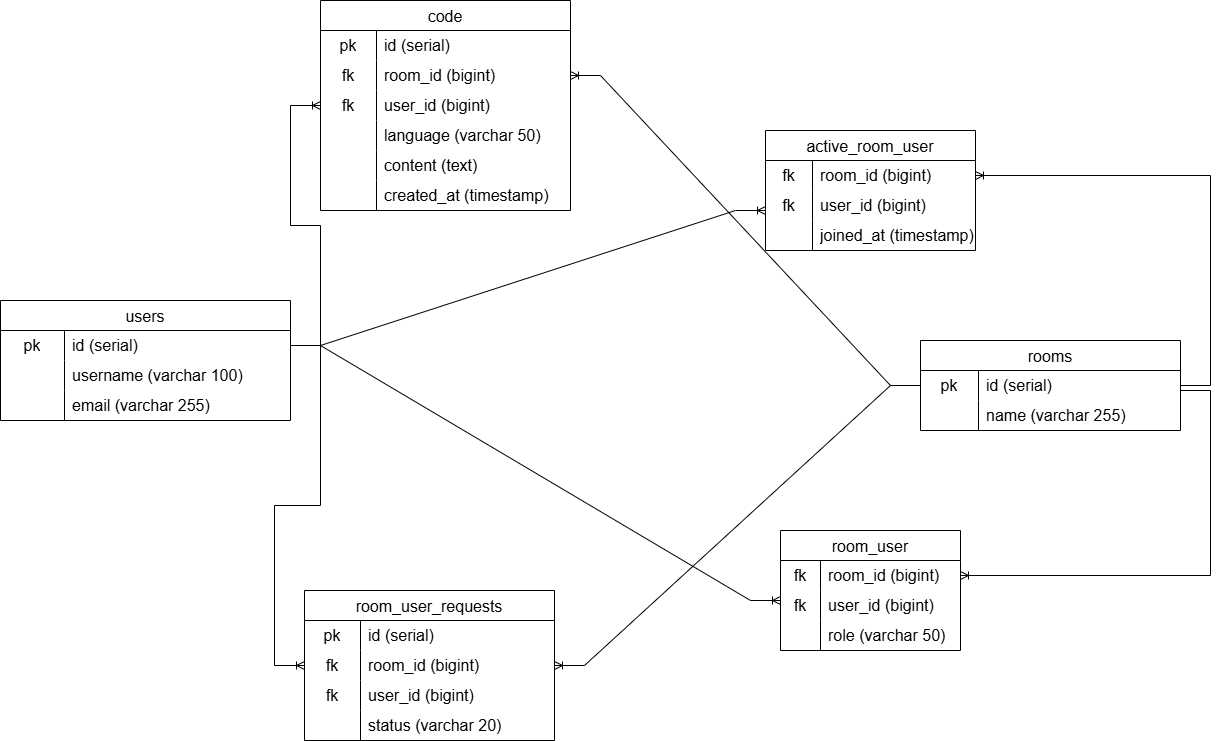 code
pk id (serial)
fk room_id (bigint)
fk user_id (bigint)
language (varchar 50)
content (text)
created_at (timestamp)
active_room_user
fk room_id (bigint)
fk user_id (bigint)
joined_at (timestamp)
users
pk id (serial)
username (varchar 100)
email (varchar 255)
rooms
pk id (serial)
name (varchar 255)
room_user
fk room_id (bigint)
fk user_id (bigint)
role (varchar 50)
room_user_requests
pk id (serial)
fk room_id (bigint)
fk user_id (bigint)
status (varchar 20)